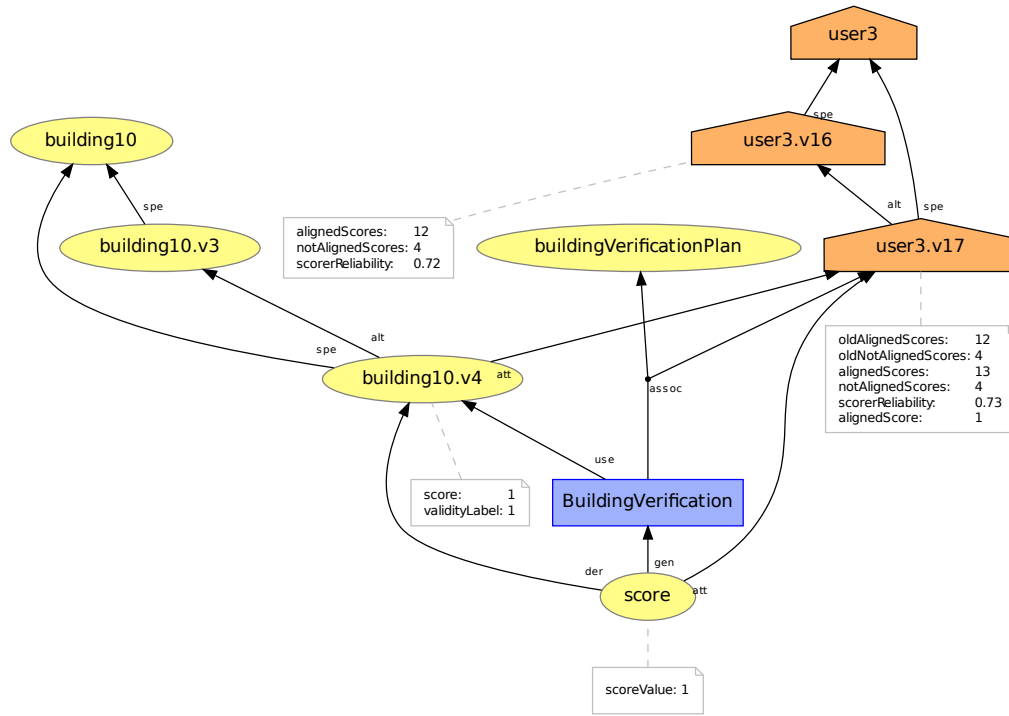 user3
spe
user3.v16
building10
spe
alt
spe
alignedScores: 12
notAlignedScores: 4
scorerReliability: 0.72
building10.v3
buildingVerificationPlan
user3.v17
oldAlignedScores: 12
oldNotAlignedScores: 4
alignedScores: 13
notAlignedScores: 4
scorerReliability: 0.73
alignedScore: 1
alt
spe
building10.v4
att
assoc
use
score: 1
validityLabel: 1
BuildingVerification
gen
der
att
score
scoreValue: 1